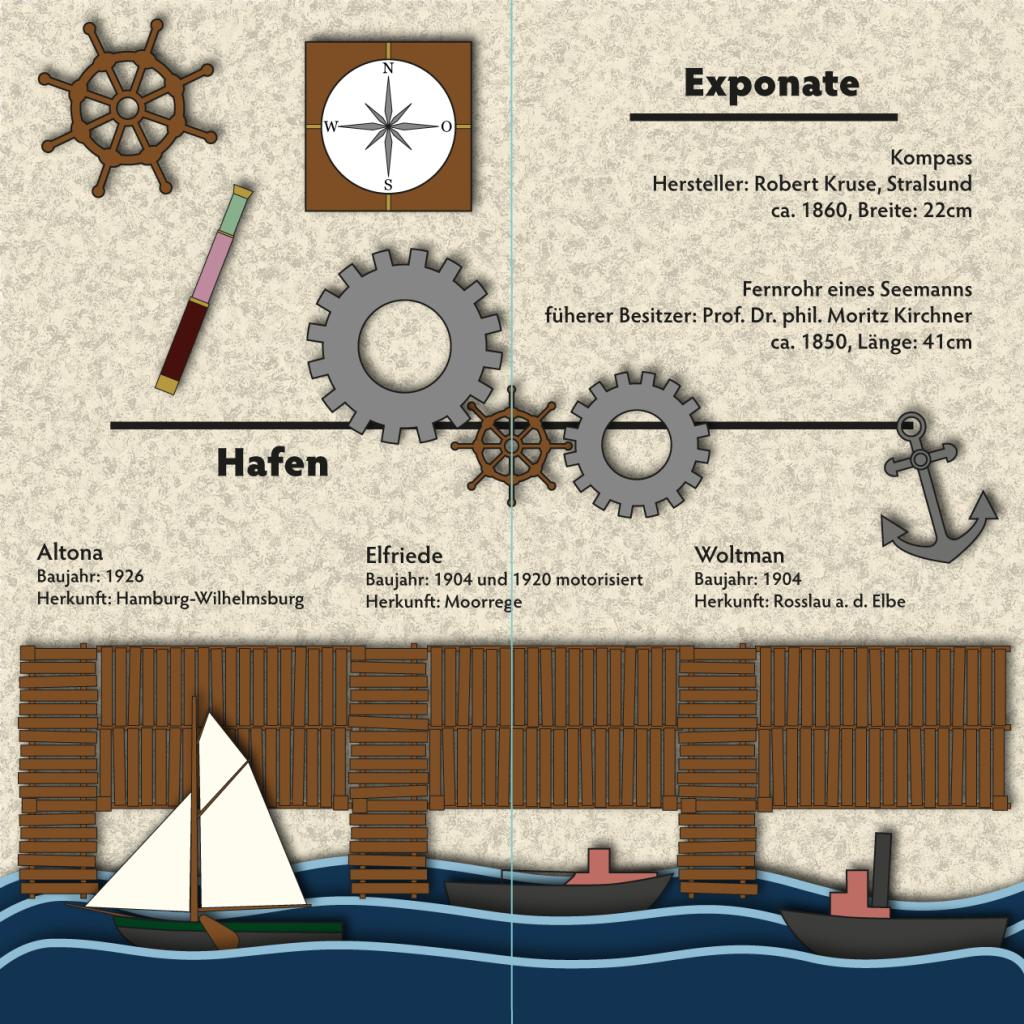 N
W
O
S
Exponate
Kompass
Hersteller: Robert Kruse, Stralsund
ca. 1860, Breite: 22cm
Fernrohr eines Seemanns
füherer Besitzer: Prof. Dr. phil. Moritz Kirchner
ca. 1850, Länge: 41cm
Hafen
Altona
Baujahr: 1926
Herkunft: Hamburg-Wilhelmsburg
Elfriede
Baujahr: 1904 und 1920 motorisiert
Herkunft: Moorrege
Woltman
Baujahr: 1904
Herkunft: Rosslau a. d. Elbe